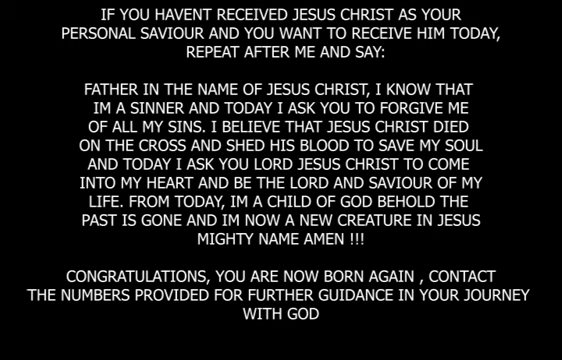 IF YOU HAVENT RECEIVED JESUS CHRIST AS YOUR
PERSONAL SAVIOUR AND YOU WANT TO RECEIVE HIM TODAY,
REPEAT AFTER ME AND SAY:
FATHER IN THE NAME OF JESUS CHRIST, I KNOW THAT
IM A SINNER AND TODAY I ASK YOU TO FORGIVE ME
OF ALL MY SINS. I BELIEVE THAT JESUS CHRIST DIED
ON THE CROSS AND SHED HIS BLOOD TO SAVE MY SOUL
AND TODAY I ASK YOU LORD JESUS CHRIST TO COME
INTO MY HEART AND BE THE LORD AND SAVIOUR OF MY
LIFE. FROM TODAY, IM A CHILD OF GOD BEHOLD THE
PAST IS GONE AND IM NOW A NEW CREATURE IN JESUS
MIGHTY NAME AMEN !!!
CONGRATULATIONS, YOU ARE NOW BORN AGAIN , CONTACT
THE NUMBERS PROVIDED FOR FURTHER GUIDANCE IN YOUR JOURNEY
WITH GOD